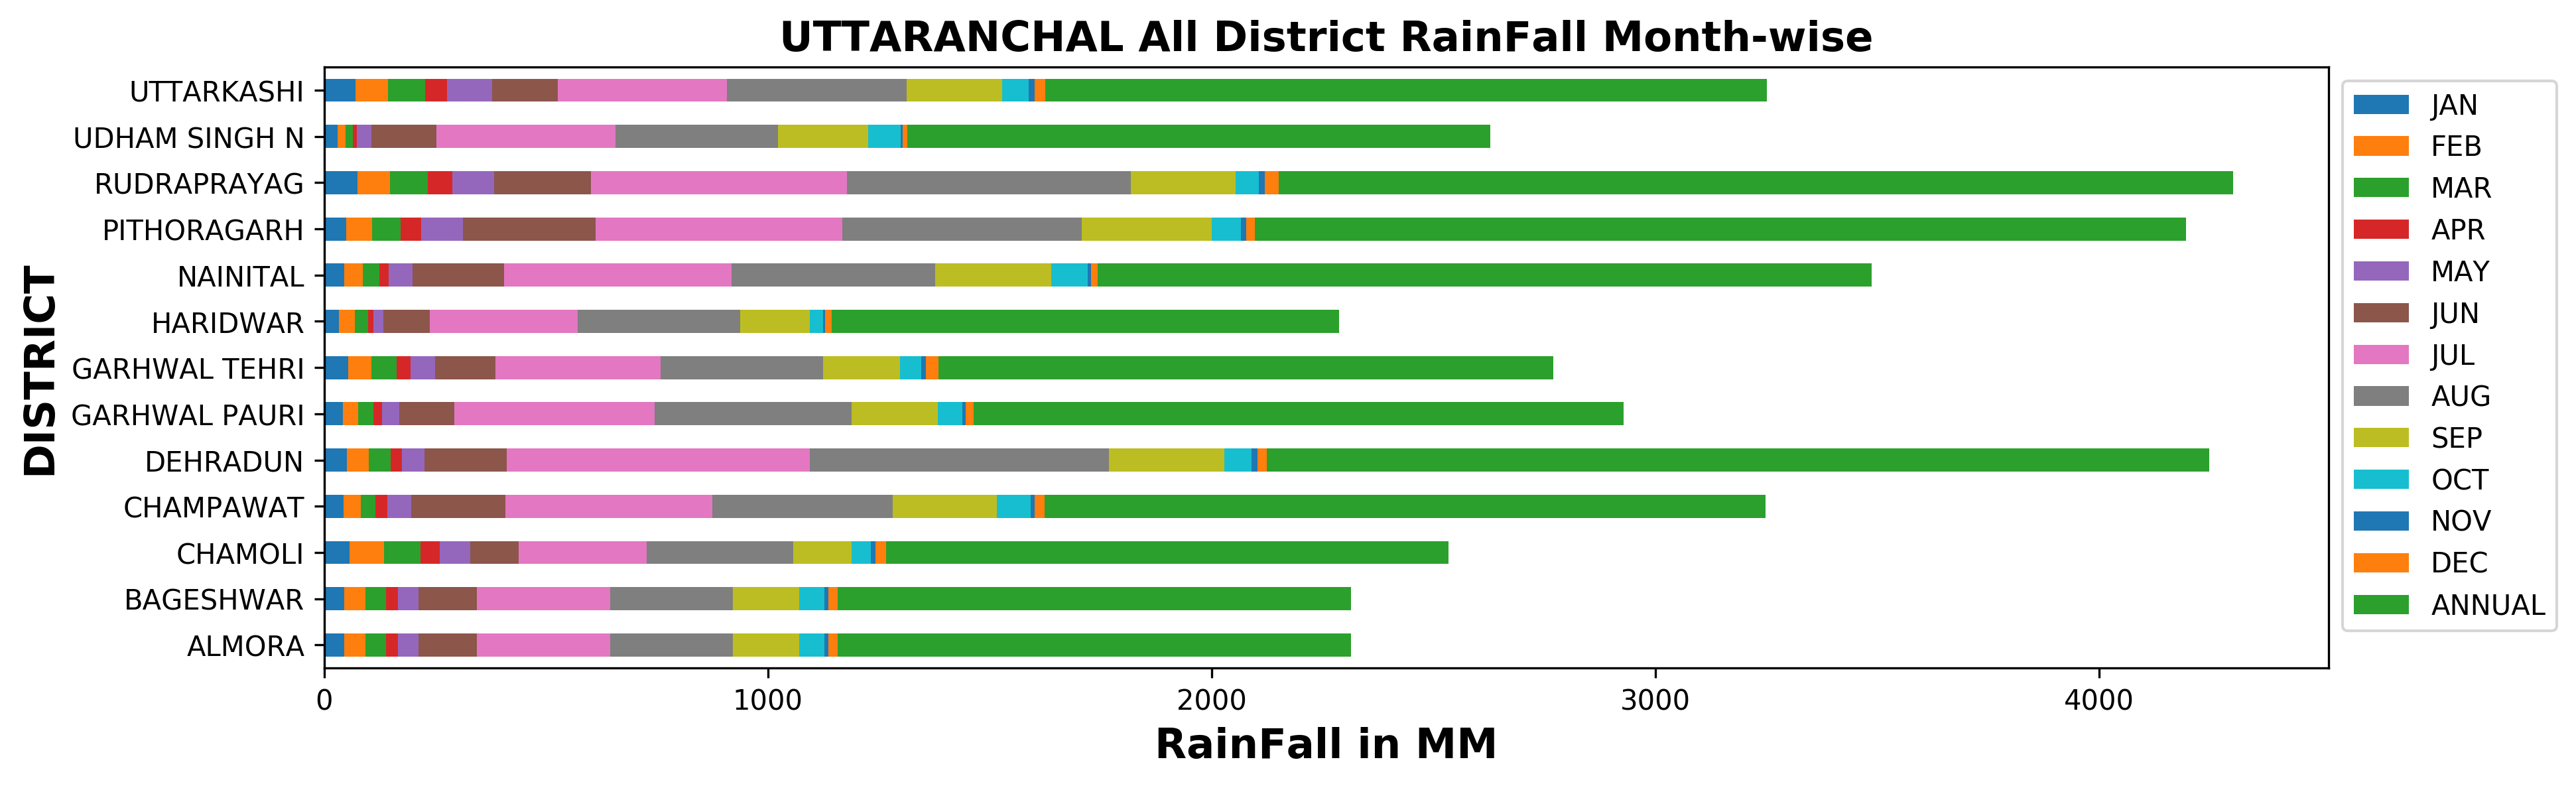 UTTARANCHAL All District RainFall Month-wise
DISTRICT
UTTARKASHI
UDHAM SINGH N
RUDRAPRAYAG
PITHORAGARH
NAINITAL
HARIDWAR
GARHWAL TEHRI
GARHWAL PAURI
DEHRADUN
CHAMPAWAT
CHAMOLI
BAGESHWAR
ALMORA
0 1000 2000 3000 4000
RainFall in MM
JAN
FEB
MAR
APR
MAY
JUN
JUL
AUG
SEP
OCT
NOV
DEC
ANNUAL